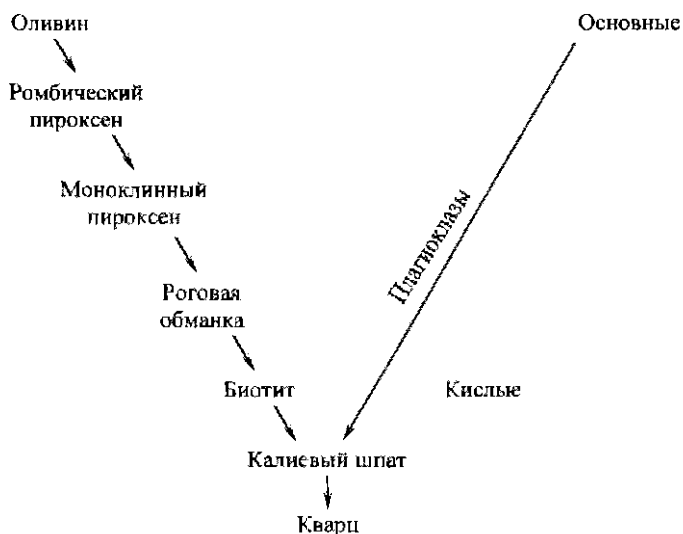 Оливин
Основные
Ромбический
пироксен
Моноклинный
пироксен
Плагиоклазы
Роговая
обманка
Биотит
Кислые
Калиевый шпат
Кварц